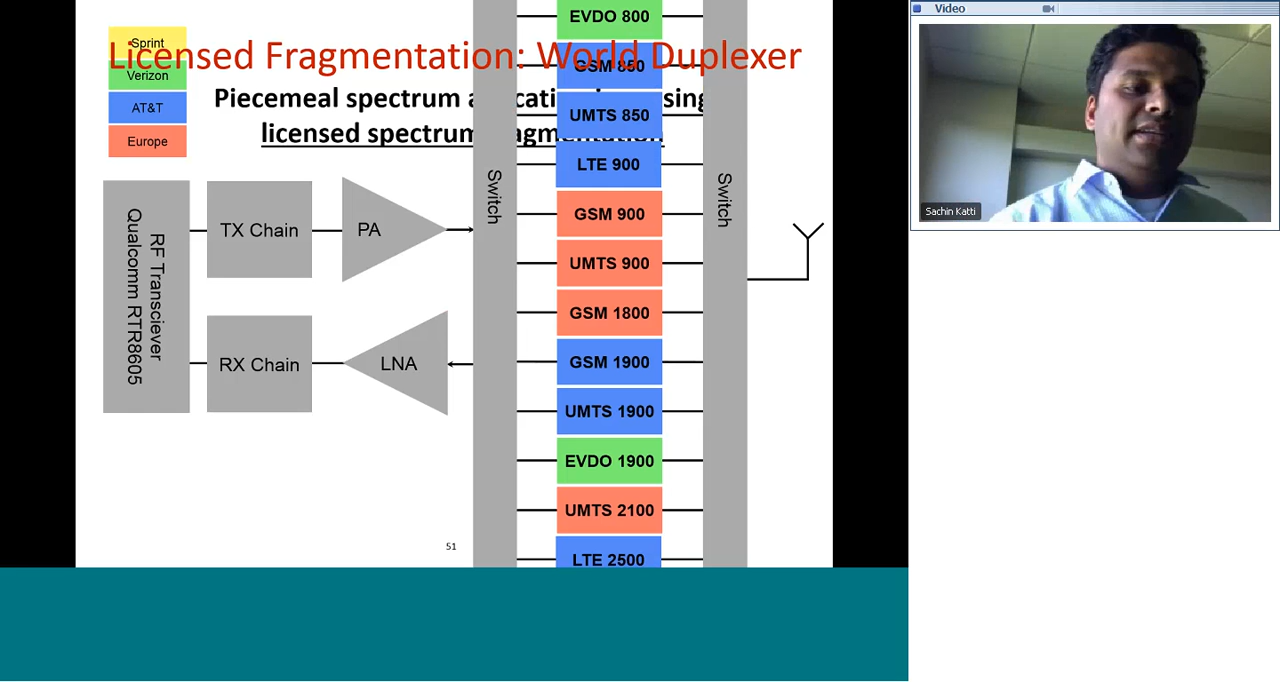 Video
Sachin Katti
Licensed Fragmentation: World Duplexer
Sprint
Verizon
AT&T
Europe
Piecemeal spectrum
licensed spectrum
RF Transciever
Qualcomm RTR8605
TX Chain
PA
RX Chain
LNA
Switch
EVDO 800
GSM 850
UMTS 850
LTE 900
GSM 900
UMTS 900
GSM 1800
GSM 1900
UMTS 1900
EVDO 1900
UMTS 2100
LTE 2500
Switch
51